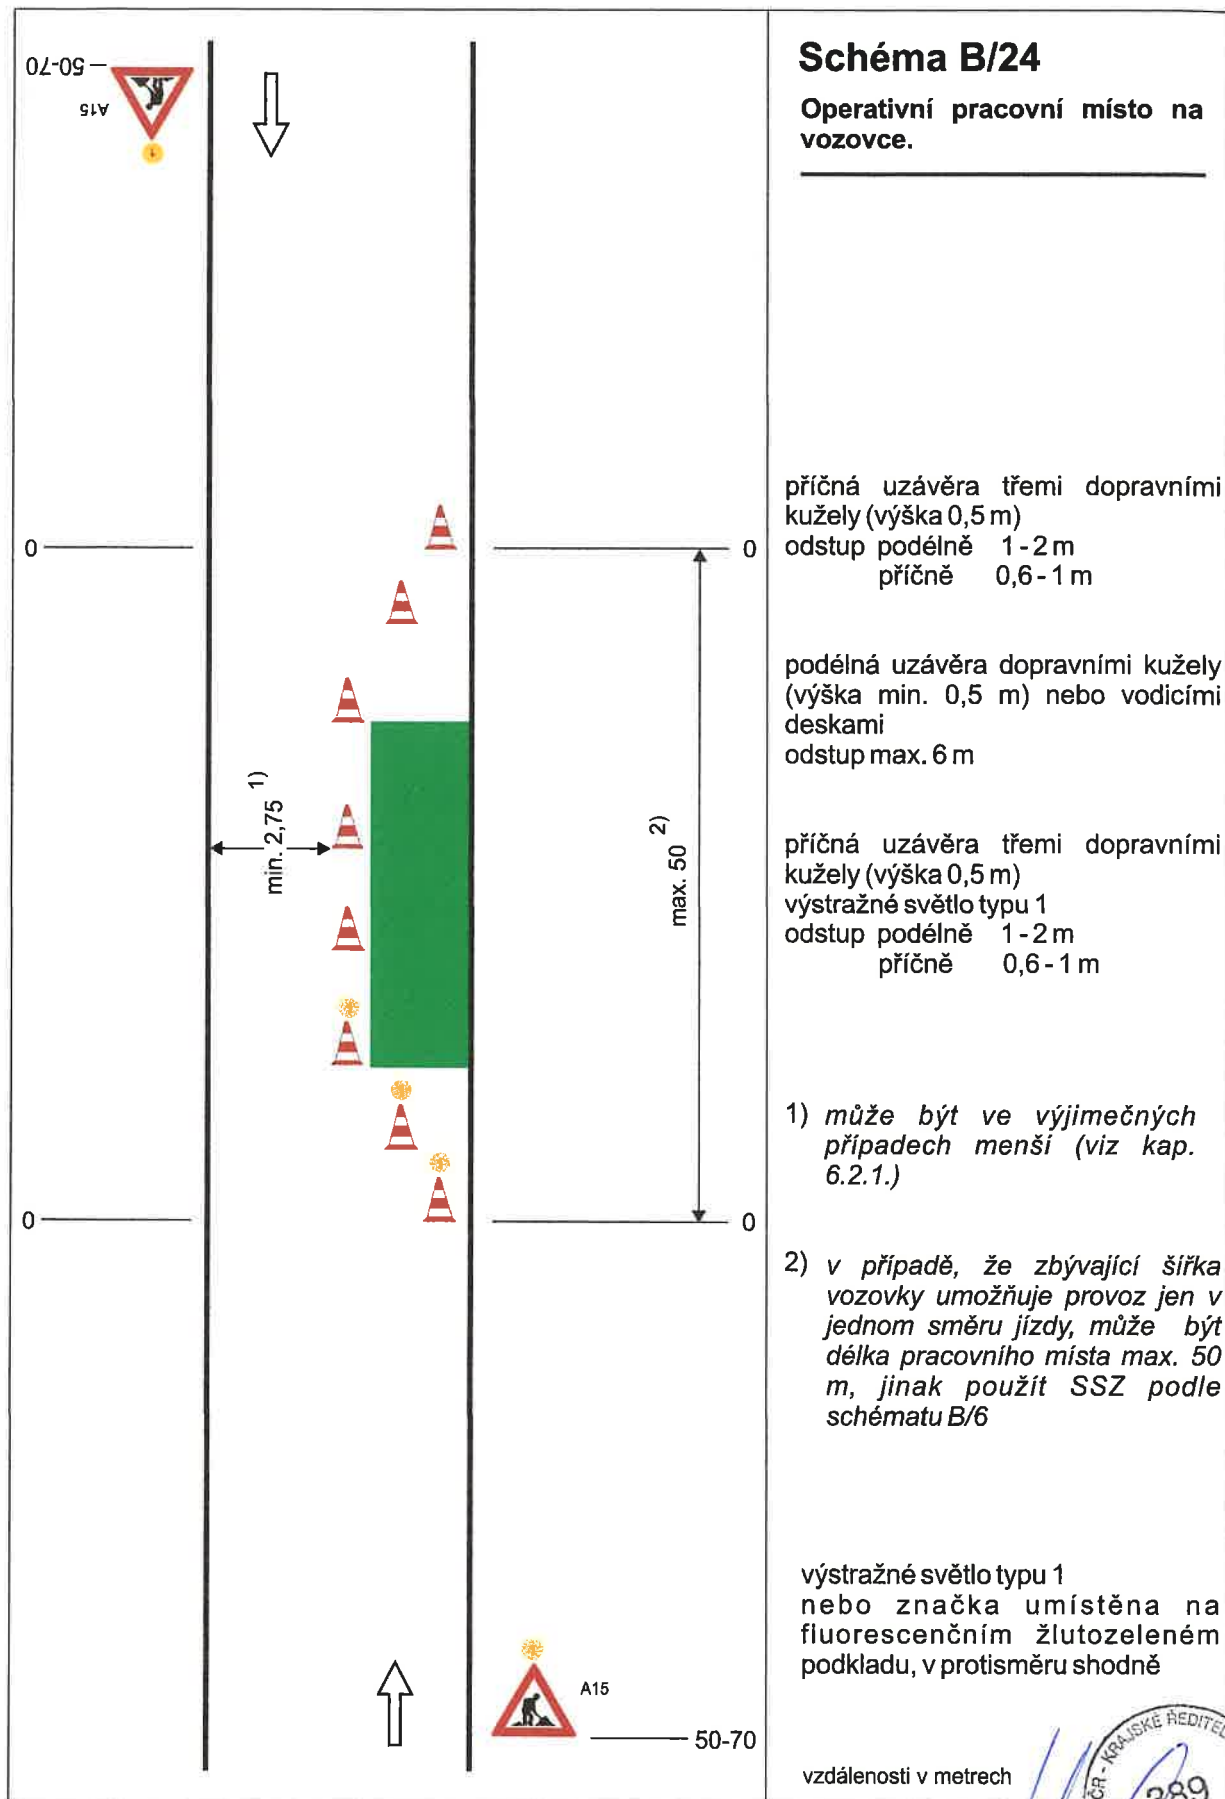 Schéma B/24
Operativní pracovní místo na
vozovce.
50-70
A15
příčná uzávěra třemi dopravními
kužely (výška 0,5 m)
odstup podélně 1-2 m
příčně 0,6-1 m
0
0
podélná uzávěra dopravními kužely
(výška min. 0,5 m) nebo vodicími
deskami
odstup max. 6 m
min. 2,75 1)
max. 50 2)
příčná uzávěra třemi dopravními
kužely (výška 0,5 m)
výstražné světlo typu 1
odstup podélně 1-2 m
příčně 0,6-1 m
1) může být ve výjimečných
případech menší (viz kap.
6.2.1.)
0
0
2) v případě, že zbývající šířka
vozovky umožňuje provoz jen v
jednom směru jízdy, může být
délka pracovního místa max. 50
m, jinak použít SSZ podle
schématu B/6
výstražné světlo typu 1
nebo značka umístěna na
fluorescenčním žlutozeleném
podkladu, v protisměru shodně
A15
50-70
vzdálenosti v metrech
ČR - KRAJSKÉ ŘEDITEL
389